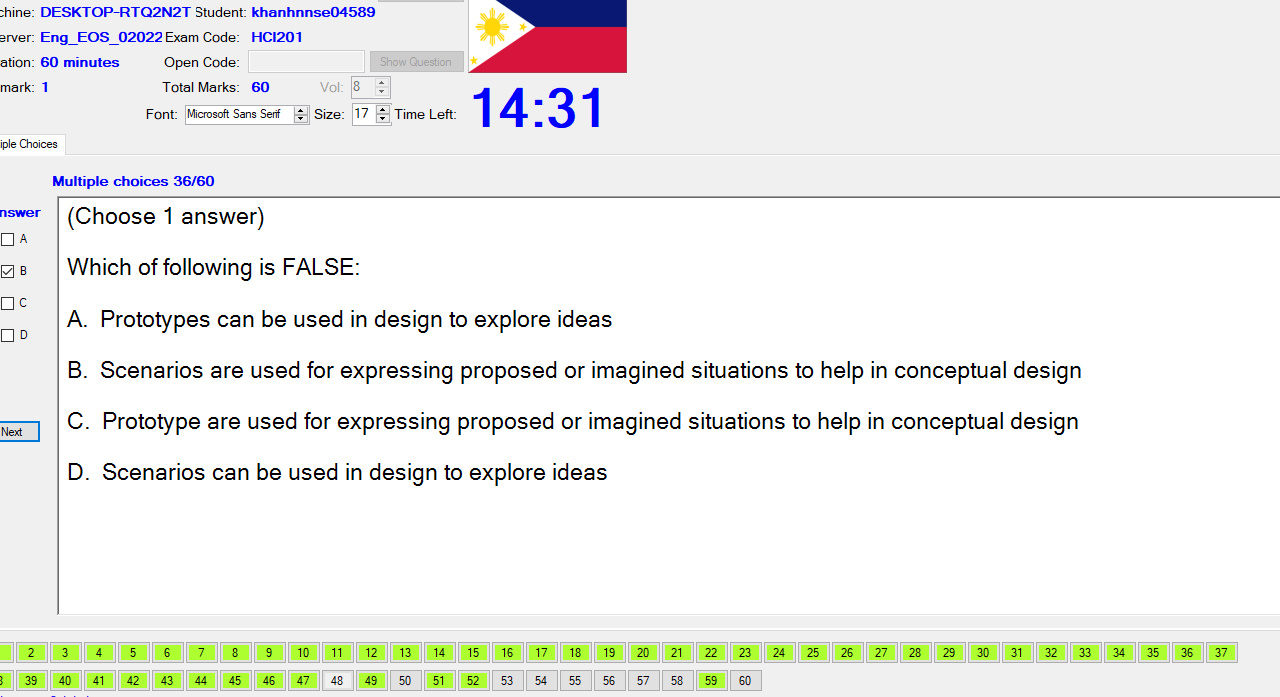 chine: DESKTOP-RTQ2N2T Student: khanhnnse04589
erver: Eng_EOS_02022 Exam Code: HCI201
ation: 60 minutes Open Code: Show Question
mark: 1 Total Marks: 60 Vol: 8
Font: Microsoft Sans Serif Size: 17 Time Left: 14:31
iple Choices
Multiple choices 36/60
nswer
(Choose 1 answer)
A
Which of following is FALSE:
B
C
A. Prototypes can be used in design to explore ideas
D
B. Scenarios are used for expressing proposed or imagined situations to help in conceptual design
C. Prototype are used for expressing proposed or imagined situations to help in conceptual design
Next
D. Scenarios can be used in design to explore ideas
2 3 4 5 6 7 8 9 10 11 12 13 14 15 16 17 18 19 20 21 22 23 24 25 26 27 28 29 30 31 32 33 34 35 36 37
39 40 41 42 43 44 45 46 47 48 49 50 51 52 53 54 55 56 57 58 59 60